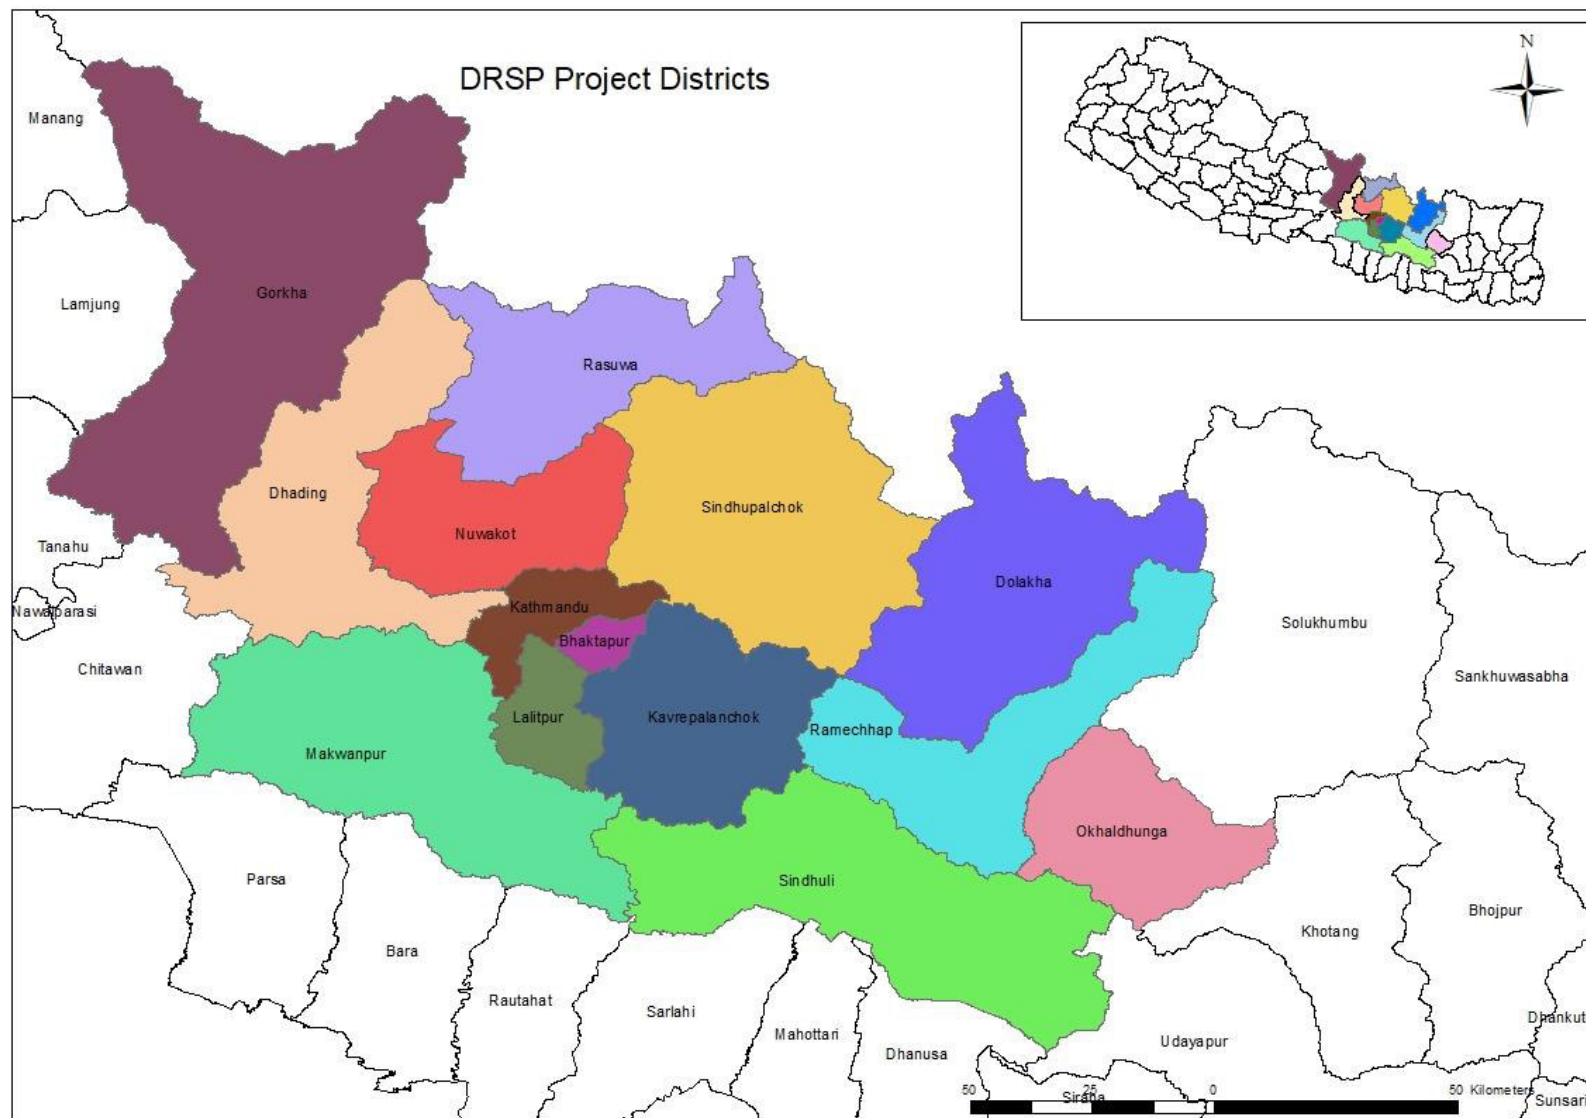 DRSP Project Districts
N
Manang
Lamjung
Gorkha
Rasuwa
Dhading
Sindhupalchok
Nuwakot
Tanahu
Dolakha
Nawalparasi
Kathmandu
Solukhumbu
Bhaktapur
Chitawan
Sankhuwasabha
Lalitpur
Kavrepalanchok
Ramechhap
Makwanpur
Okhaldhunga
Parsa
Sindhuli
Bhojpur
Khotang
Bara
Rautahat
Sarlahi
Mahottari
Dhanusa
Udayapur
Dhankut
50 25 0 50 Kilometers
Siraha
Sunsari